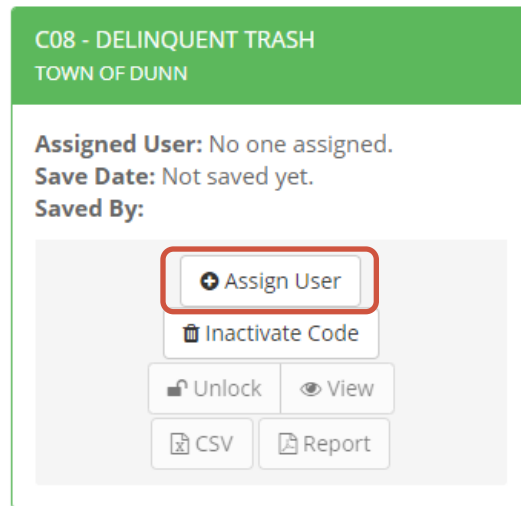 C08 - DELINQUENT TRASH
TOWN OF DUNN
Assigned User: No one assigned.
Save Date: Not saved yet.
Saved By:
Assign User
Inactivate Code
Unlock View
CSV Report